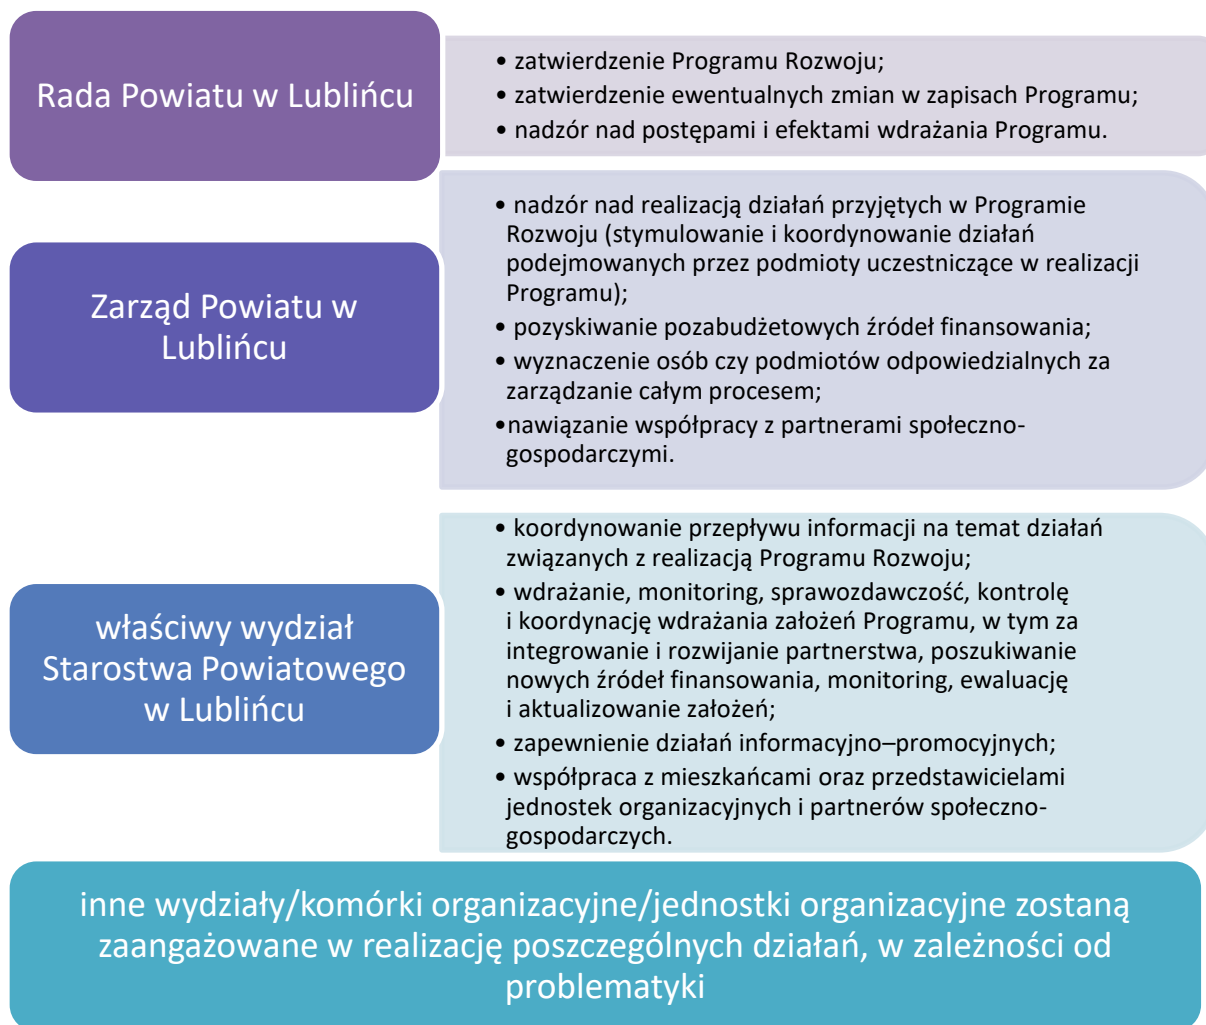 Rada Powiatu w Lublińcu
• zatwierdzenie Programu Rozwoju;
• zatwierdzenie ewentualnych zmian w zapisach Programu;
• nadzór nad postępami i efektami wdrażania Programu.
Zarząd Powiatu w
Lublińcu
• nadzór nad realizacją działań przyjętych w Programie
Rozwoju (stymulowanie i koordynowanie działań
podejmowanych przez podmioty uczestniczące w realizacji
Programu);
• pozyskiwanie pozabudżetowych źródeł finansowania;
• wyznaczenie osób czy podmiotów odpowiedzialnych za
zarządzanie całym procesem;
•nawiązanie współpracy z partnerami społeczno-
gospodarczymi.
właściwy wydział
Starostwa Powiatowego
w Lublińcu
• koordynowanie przepływu informacji na temat działań
związanych z realizacją Programu Rozwoju;
• wdrażanie, monitoring, sprawozdawczość, kontrolę
i koordynację wdrażania założeń Programu, w tym za
integrowanie i rozwijanie partnerstwa, poszukiwanie
nowych źródeł finansowania, monitoring, ewaluację
i aktualizowanie założeń;
• zapewnienie działań informacyjno–promocyjnych;
• współpraca z mieszkańcami oraz przedstawicielami
jednostek organizacyjnych i partnerów społeczno-
gospodarczych.
inne wydziały/komórki organizacyjne/jednostki organizacyjne zostaną
zaangażowane w realizację poszczególnych działań, w zależności od
problematyki